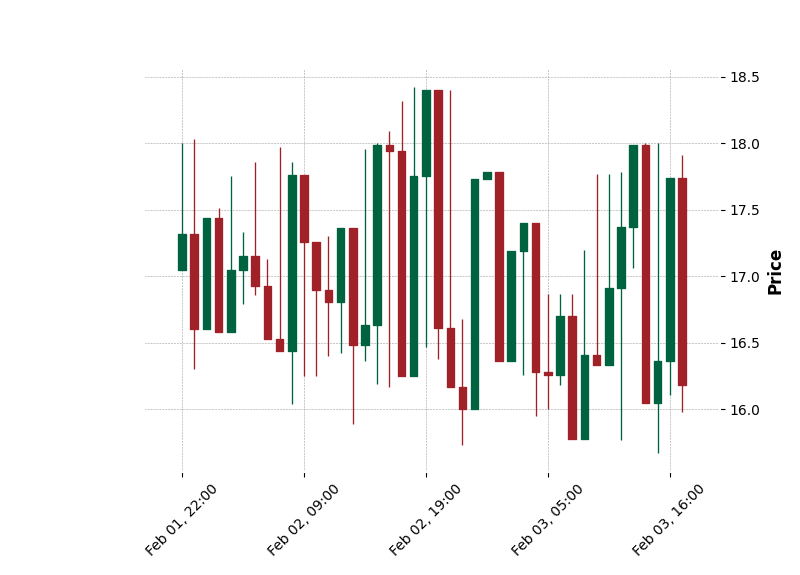 18.5
18.0
17.5
17.0
16.5
16.0
Price
Feb 01, 22:00
Feb 02, 09:00
Feb 02, 19:00
Feb 03, 05:00
Feb 03, 16:00